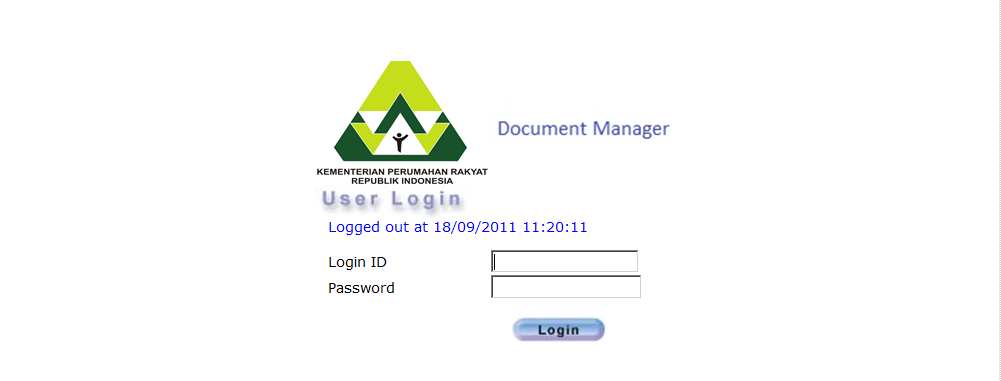 Document Manager
KEMENTERIAN PERUMAHAN RAKYAT
REPUBLIK INDONESIA
User Login
Logged out at 18/09/2011 11:20:11
Login ID
Password
Login